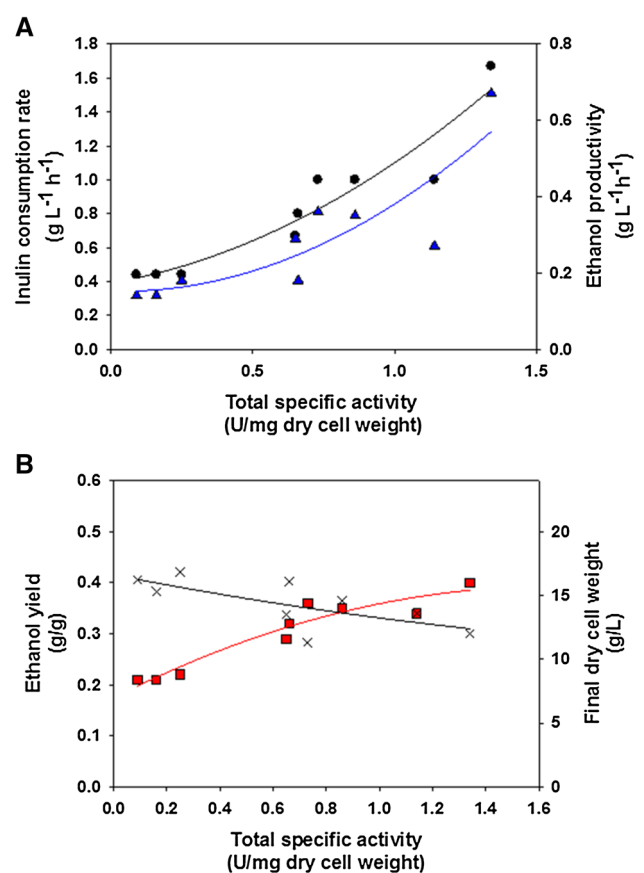 A
1.8
1.6
1.4
1.2
1.0
0.8
0.6
0.4
0.2
0.0
Inulin consumption rate
(g L-1 h-1)
0.8
0.6
0.4
0.2
0.0
Ethanol productivity
(g L-1 h-1)
0.0 0.5 1.0 1.5
Total specific activity
(U/mg dry cell weight)
B
0.6
0.5
0.4
0.3
0.2
0.1
0.0
Ethanol yield
(g/g)
20
15
10
5
0
Final dry cell weight
(g/L)
0.0 0.2 0.4 0.6 0.8 1.0 1.2 1.4 1.6
Total specific activity
(U/mg dry cell weight)